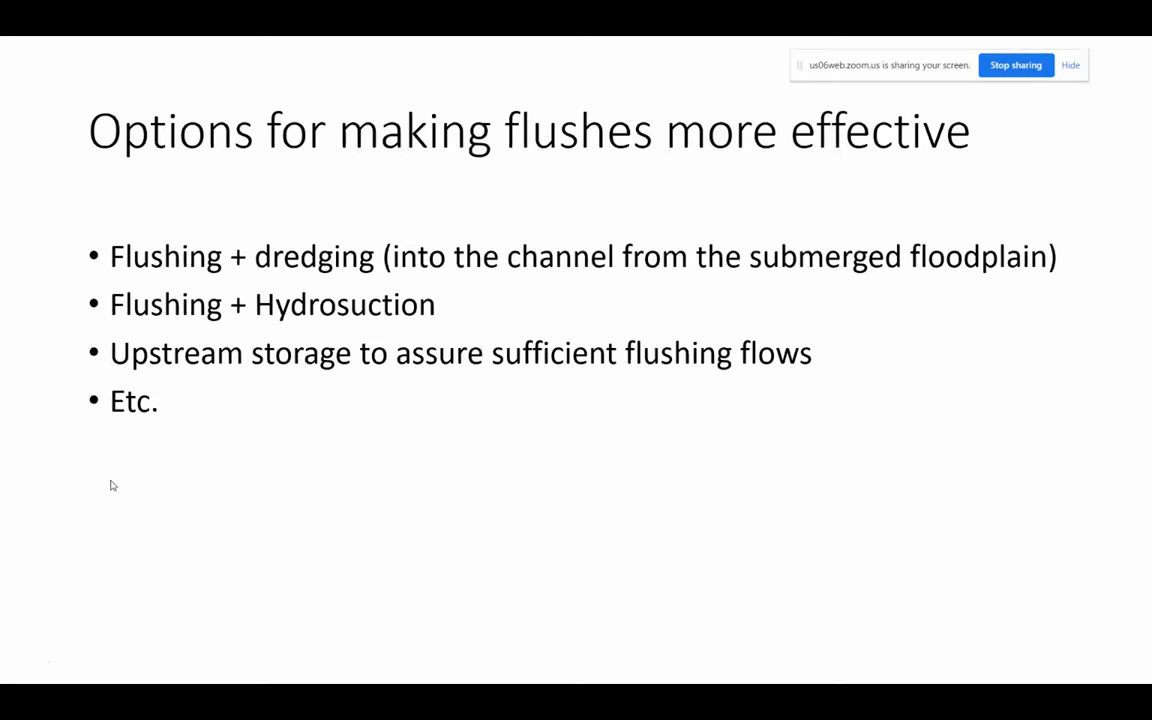 us06web.zoom.us is sharing your screen. Stop sharing Hide
Options for making flushes more effective
• Flushing + dredging (into the channel from the submerged floodplain)
• Flushing + Hydrosuction
• Upstream storage to assure sufficient flushing flows
• Etc.